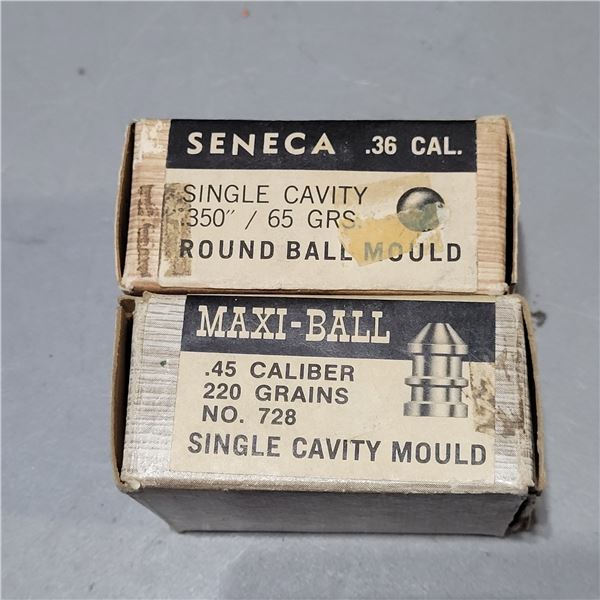 SENECA .36 CAL.
SINGLE CAVITY
.350" / 65 GRS.
ROUND BALL MOULD
MAXI-BALL
.45 CALIBER
220 GRAINS
NO. 728
SINGLE CAVITY MOULD